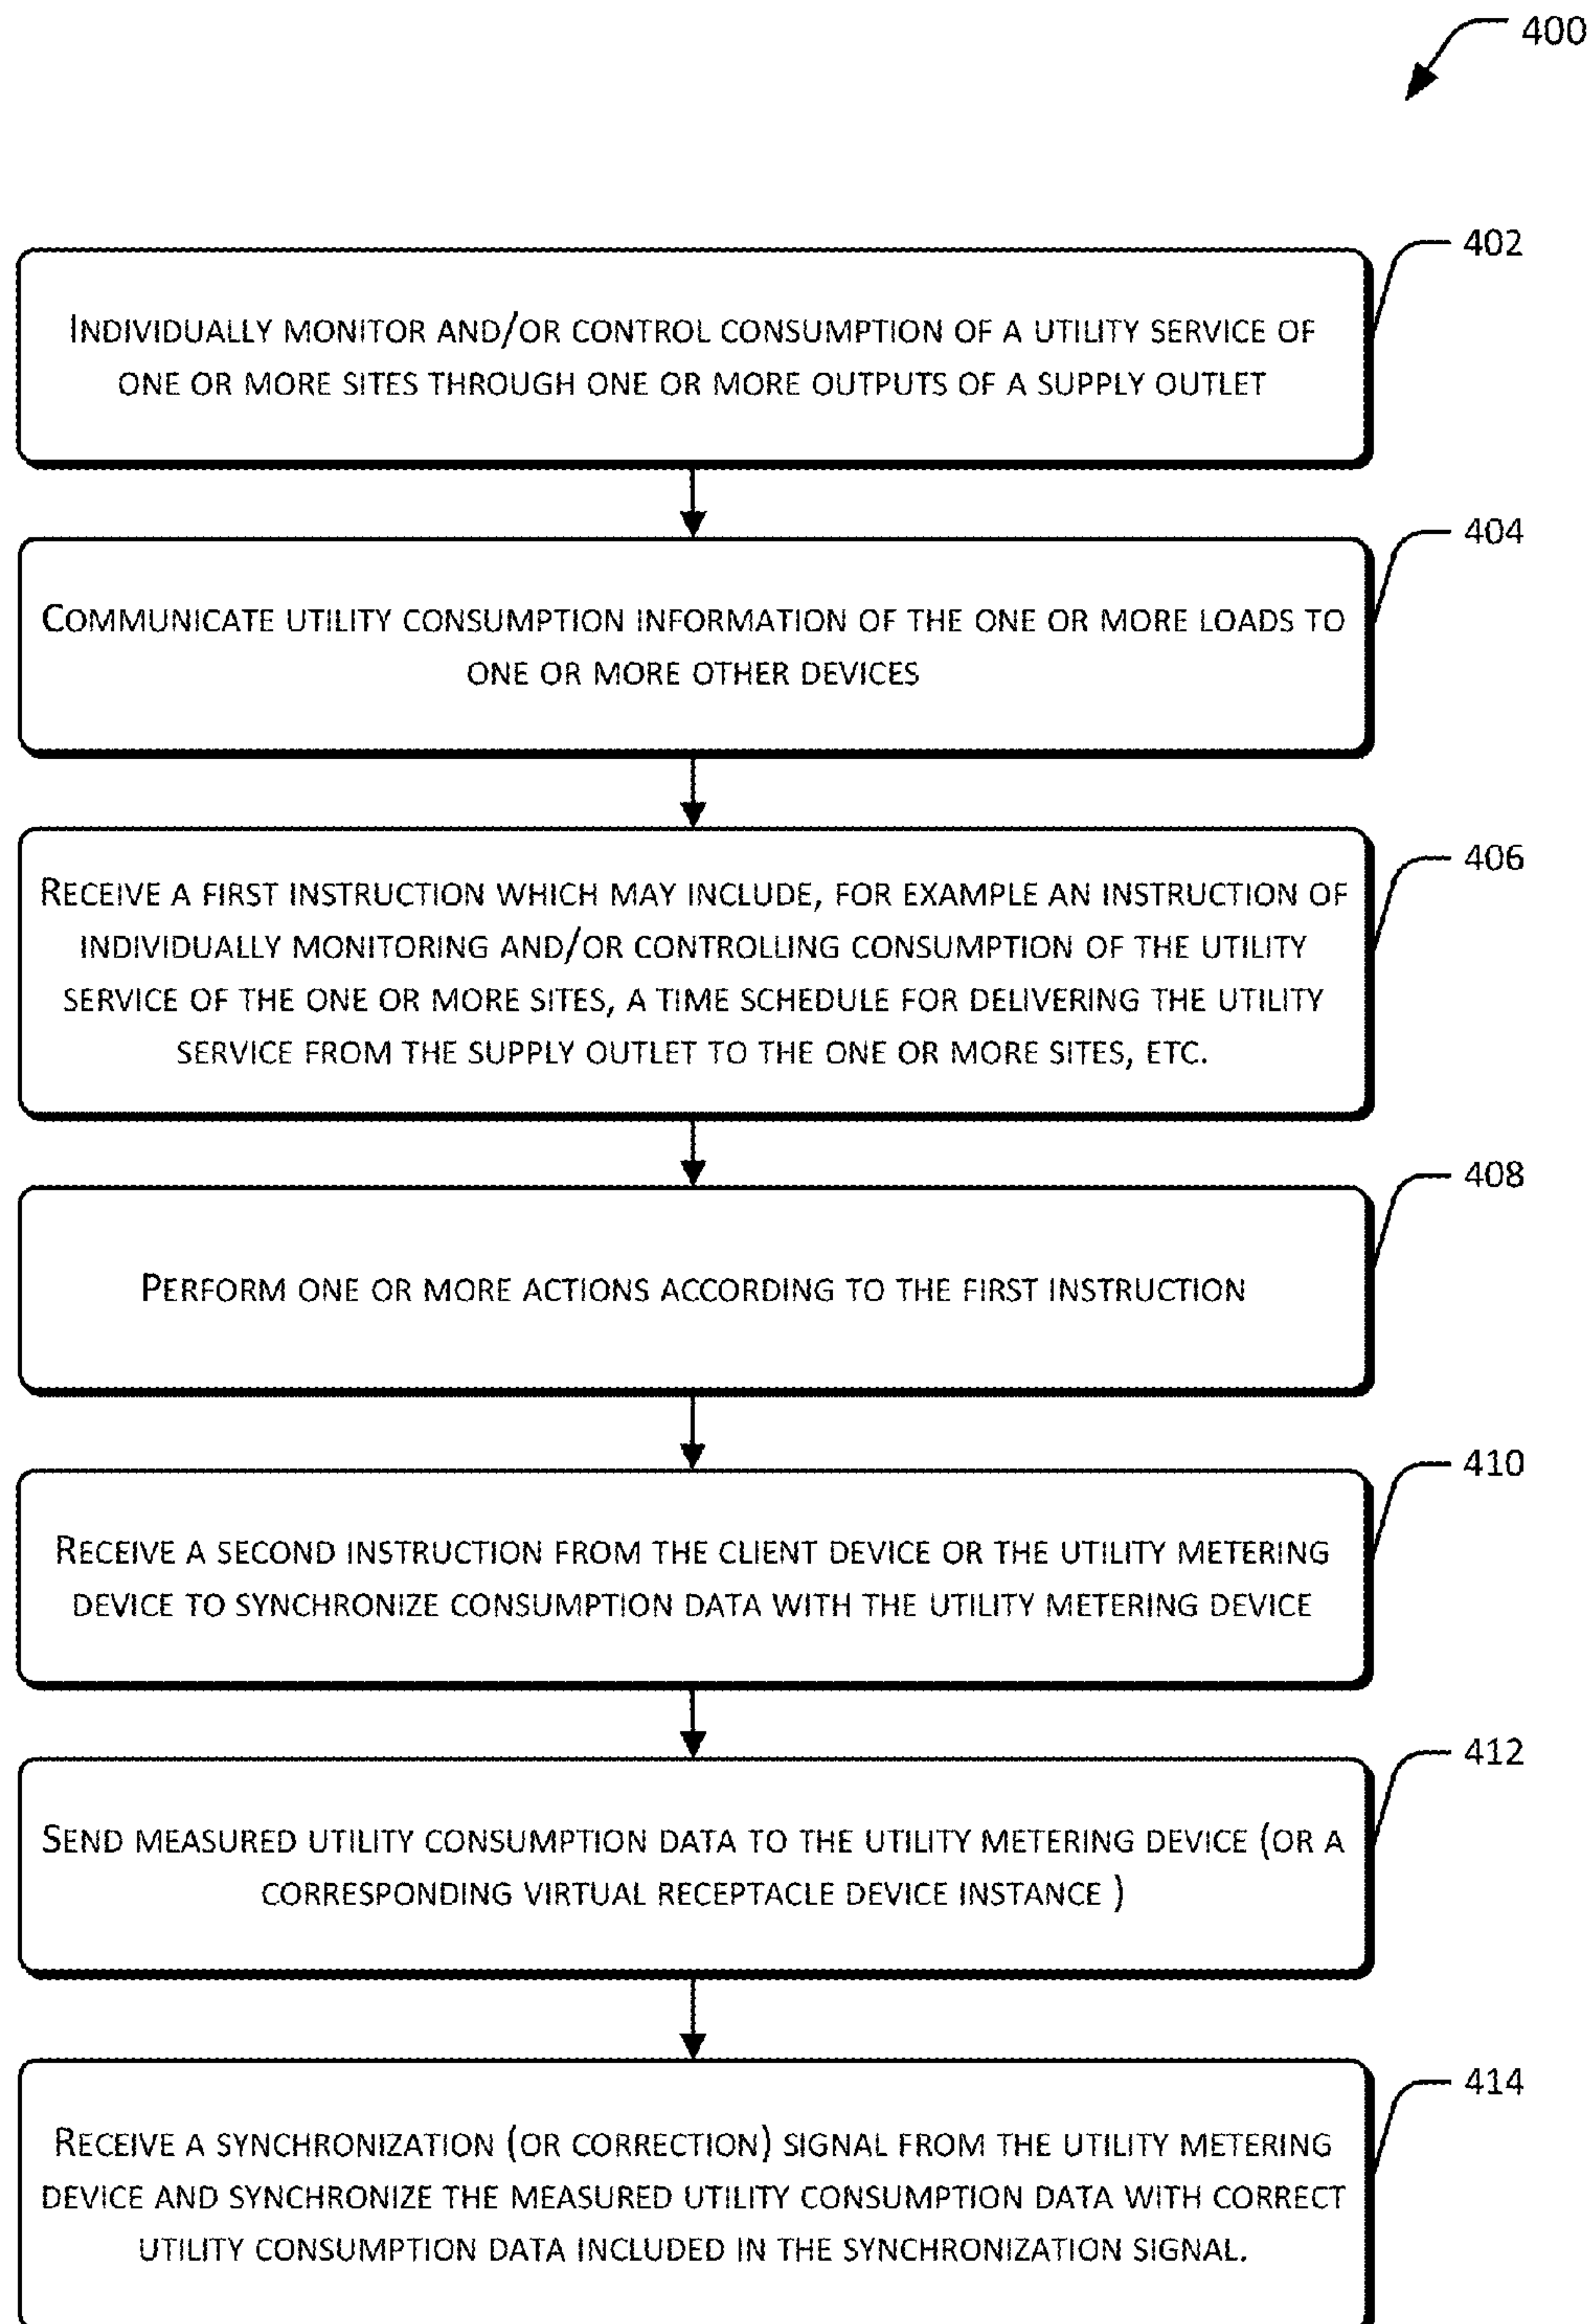 400
402
INDIVIDUALLY MONITOR AND/OR CONTROL CONSUMPTION OF A UTILITY SERVICE OF
ONE OR MORE SITES THROUGH ONE OR MORE OUTPUTS OF A SUPPLY OUTLET
404
COMMUNICATE UTILITY CONSUMPTION INFORMATION OF THE ONE OR MORE LOADS TO
ONE OR MORE OTHER DEVICES
406
RECEIVE A FIRST INSTRUCTION WHICH MAY INCLUDE, FOR EXAMPLE AN INSTRUCTION OF
INDIVIDUALLY MONITORING AND/OR CONTROLLING CONSUMPTION OF THE UTILITY
SERVICE OF THE ONE OR MORE SITES, A TIME SCHEDULE FOR DELIVERING THE UTILITY
SERVICE FROM THE SUPPLY OUTLET TO THE ONE OR MORE SITES, ETC.
408
PERFORM ONE OR MORE ACTIONS ACCORDING TO THE FIRST INSTRUCTION
410
RECEIVE A SECOND INSTRUCTION FROM THE CLIENT DEVICE OR THE UTILITY METERING
DEVICE TO SYNCHRONIZE CONSUMPTION DATA WITH THE UTILITY METERING DEVICE
412
SEND MEASURED UTILITY CONSUMPTION DATA TO THE UTILITY METERING DEVICE (OR A
CORRESPONDING VIRTUAL RECEPTACLE DEVICE INSTANCE )
414
RECEIVE A SYNCHRONIZATION (OR CORRECTION) SIGNAL FROM THE UTILITY METERING
DEVICE AND SYNCHRONIZE THE MEASURED UTILITY CONSUMPTION DATA WITH CORRECT
UTILITY CONSUMPTION DATA INCLUDED IN THE SYNCHRONIZATION SIGNAL.